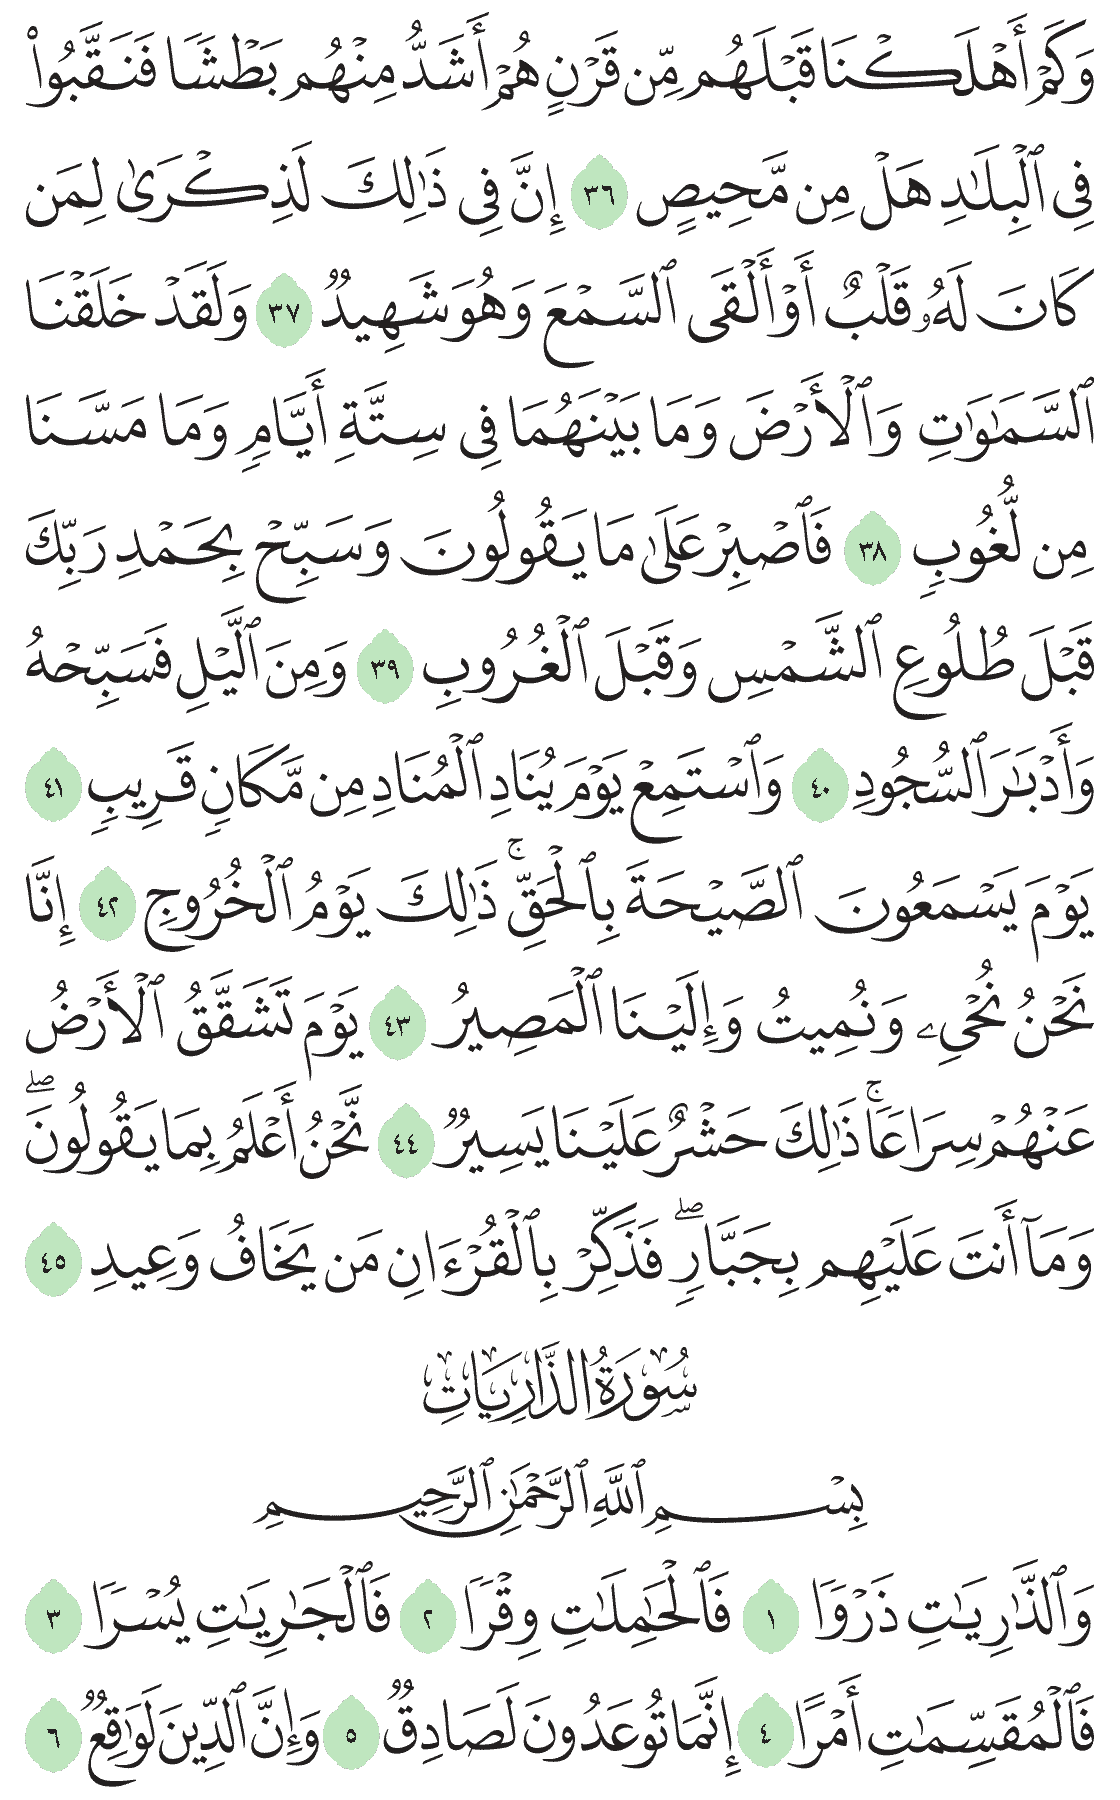 وَكَمْ أَهْلَكْنَا قَبْلَهُم مِّن قَرْنٍ هُمْ أَشَدُّ مِنْهُم بَطْشًا فَنَقَّبُوا۟
فِى ٱلْبِلَـٰدِ هَلْ مِن مَّحِيصٍ ٣٦ إِنَّ فِى ذَٰلِكَ لَذِكْرَىٰ لِمَن
كَانَ لَهُۥ قَلْبٌ أَوْ أَلْقَى ٱلسَّمْعَ وَهُوَ شَهِيدٌ ٣٧ وَلَقَدْ خَلَقْنَا
ٱلسَّمَـٰوَٰتِ وَٱلْأَرْضَ وَمَا بَيْنَهُمَا فِى سِتَّةِ أَيَّامٍ وَمَا مَسَّنَا
مِن لُّغُوبٍ ٣٨ فَٱصْبِرْ عَلَىٰ مَا يَقُولُونَ وَسَبِّحْ بِحَمْدِ رَبِّكَ
قَبْلَ طُلُوعِ ٱلشَّمْسِ وَقَبْلَ ٱلْغُرُوبِ ٣٩ وَمِنَ ٱلَّيْلِ فَسَبِّحْهُ
وَأَدْبَـٰرَ ٱلسُّجُودِ ٤٠ وَٱسْتَمِعْ يَوْمَ يُنَادِ ٱلْمُنَادِ مِن مَّكَانٍ قَرِيبٍ ٤١
يَوْمَ يَسْمَعُونَ ٱلصَّيْحَةَ بِٱلْحَقِّ ۚ ذَٰلِكَ يَوْمُ ٱلْخُرُوجِ ٤٢ إِنَّا
نَحْنُ نُحْىِۦ وَنُمِيتُ وَإِلَيْنَا ٱلْمَصِيرُ ٤٣ يَوْمَ تَشَقَّقُ ٱلْأَرْضُ
عَنْهُمْ سِرَاعًا ۚ ذَٰلِكَ حَشْرٌ عَلَيْنَا يَسِيرٌ ٤٤ نَّحْنُ أَعْلَمُ بِمَا يَقُولُونَ ۖ
وَمَآ أَنتَ عَلَيْهِم بِجَبَّارٍ ۖ فَذَكِّرْ بِٱلْقُرْءَانِ مَن يَخَافُ وَعِيدِ ٤٥
سُورَةُ الذَّارِيَاتِ
بِسْمِ ٱللَّهِ ٱلرَّحْمَـٰنِ ٱلرَّحِيمِ
وَٱلذَّٰرِيَـٰتِ ذَرْوًا ١ فَٱلْحَـٰمِلَـٰتِ وِقْرًا ٢ فَٱلْجَـٰرِيَـٰتِ يُسْرًا ٣
فَٱلْمُقَسِّمَـٰتِ أَمْرًا ٤ إِنَّمَا تُوعَدُونَ لَصَادِقٌ ٥ وَإِنَّ ٱلدِّينَ لَوَٰقِعٌ ٦